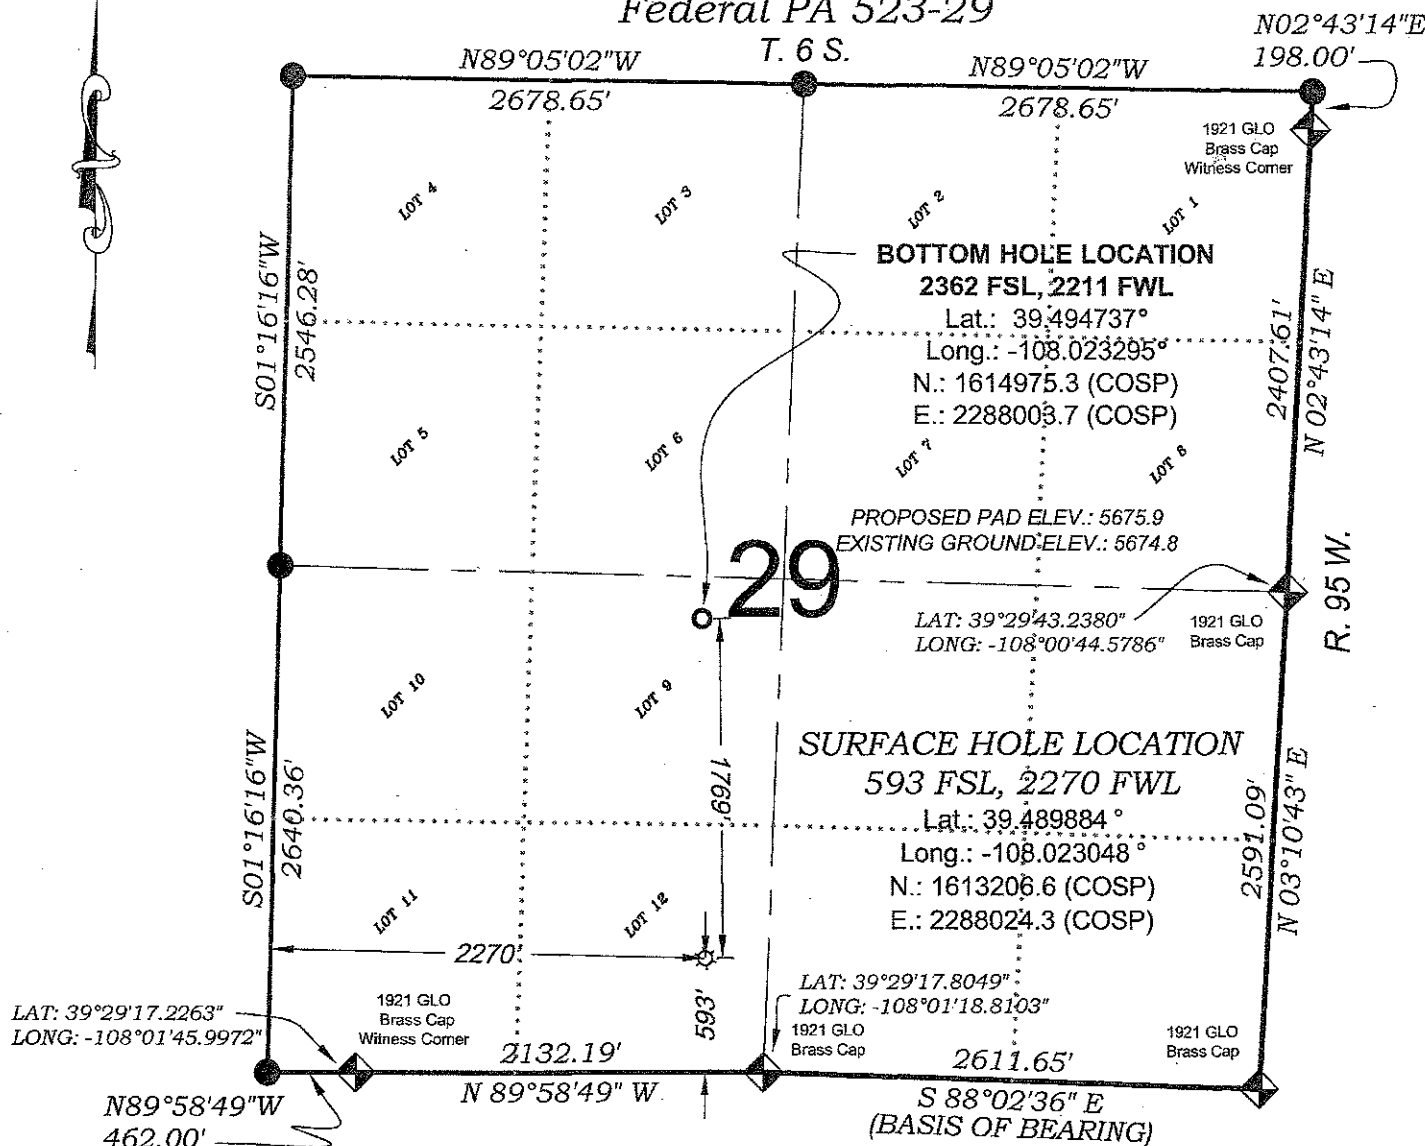 Federal PA 523-29
T. 6 S.
N02°43'14"E
198.00'
N89°05'02"W
2678.65'
N89°05'02"W
2678.65'
1921 GLO
Brass Cap
Witness Corner
LOT 4
LOT 3
LOT 2
LOT 1
BOTTOM HOLE LOCATION
2362 FSL, 2211 FWL
Lat.: 39.494737°
Long.: -108.023295°
N.: 1614975.3 (COSP)
E.: 2288003.7 (COSP)
S01°16'16"W
2546.28'
2407.61'
N 02°43'14" E
LOT 5
LOT 6
LOT 7
LOT 8
PROPOSED PAD ELEV.: 5675.9
EXISTING GROUND ELEV.: 5674.8
29
R. 95 W.
LAT: 39°29'43.2380"
LONG: -108°00'44.5786"
1921 GLO
Brass Cap
LOT 10
LOT 9
SURFACE HOLE LOCATION
593 FSL, 2270 FWL
Lat.: 39.489884°
Long.: -108.023048°
N.: 1613206.6 (COSP)
E.: 2288024.3 (COSP)
1769'
S01°16'16"W
2640.36'
2591.09'
N 03°10'43" E
LOT 11
LOT 12
2270'
593'
LAT: 39°29'17.8049"
LONG: -108°01'18.8103"
1921 GLO
Brass Cap
1921 GLO
Brass Cap
LAT: 39°29'17.2263"
LONG: -108°01'45.9972"
1921 GLO
Brass Cap
Witness Corner
2132.19'
N 89°58'49" W
2611.65'
S 88°02'36" E
(BASIS OF BEARING)
N89°58'49"W
462.00'